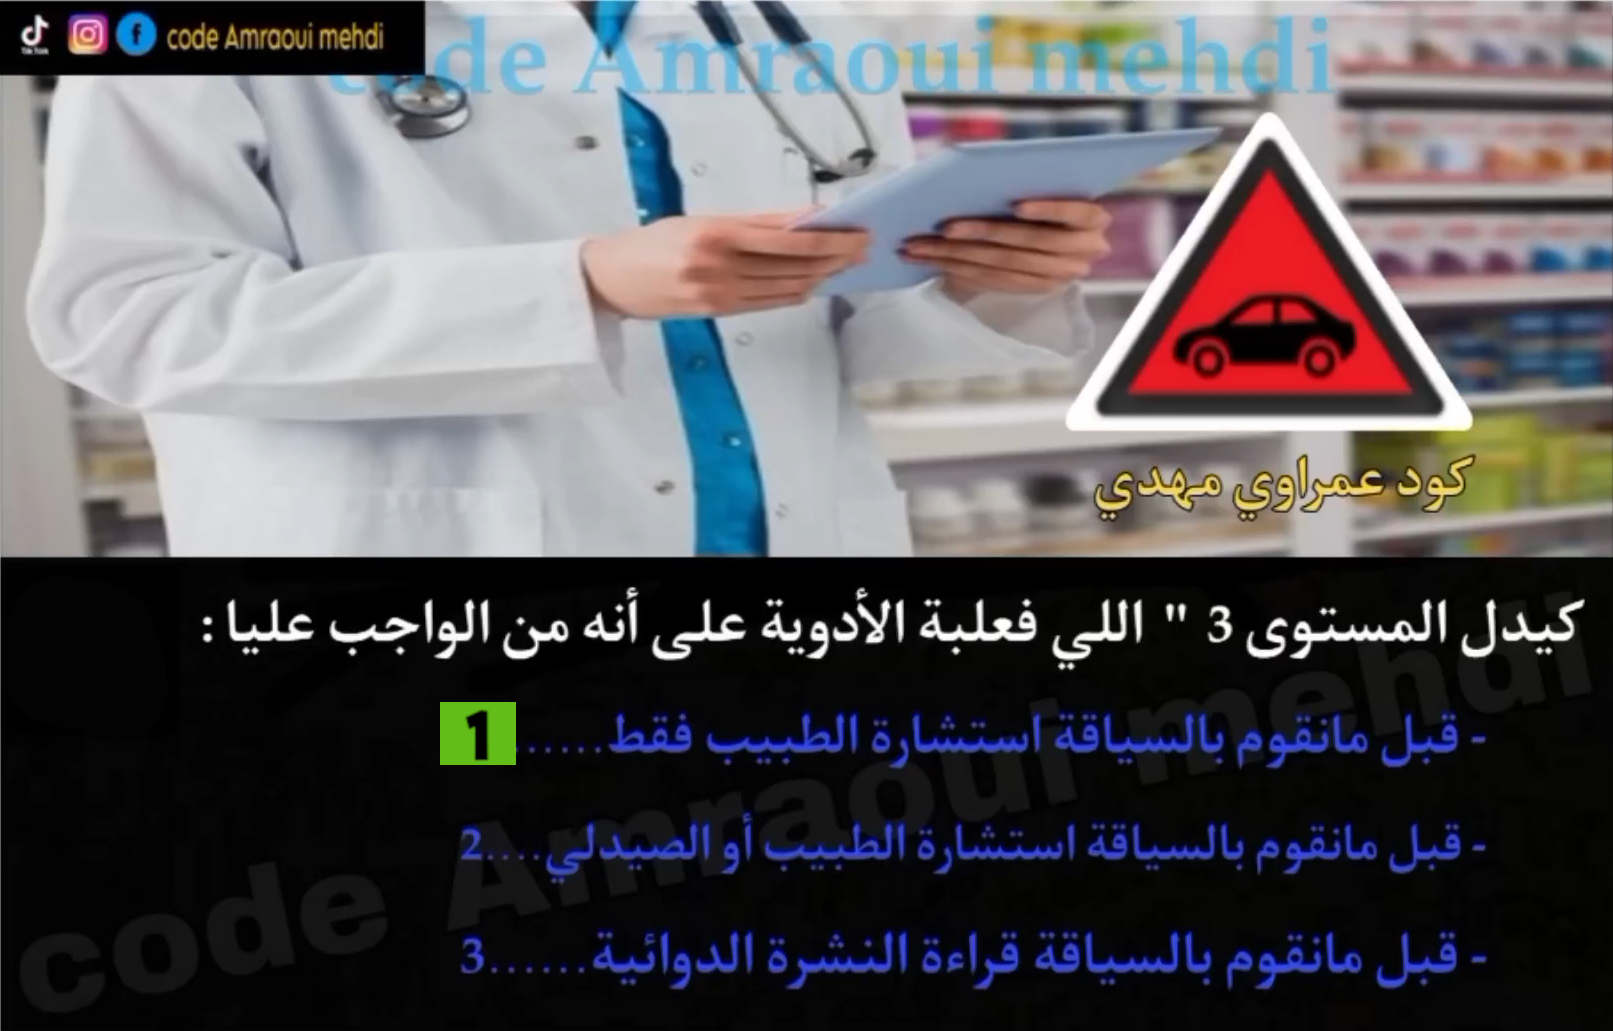 code Amraoui mehdi
code Amraoui mehdi
كود عمراوي مهدي
كيدل المستوى 3 " اللي فعلبة الأدوية على أنه من الواجب عليا :
- قبل مانقوم بالسياقة استشارة الطبيب فقط......1
- قبل مانقوم بالسياقة استشارة الطبيب أو الصيدلي....2
- قبل مانقوم بالسياقة قراءة النشرة الدوائية......3
code Amraoui mehdi